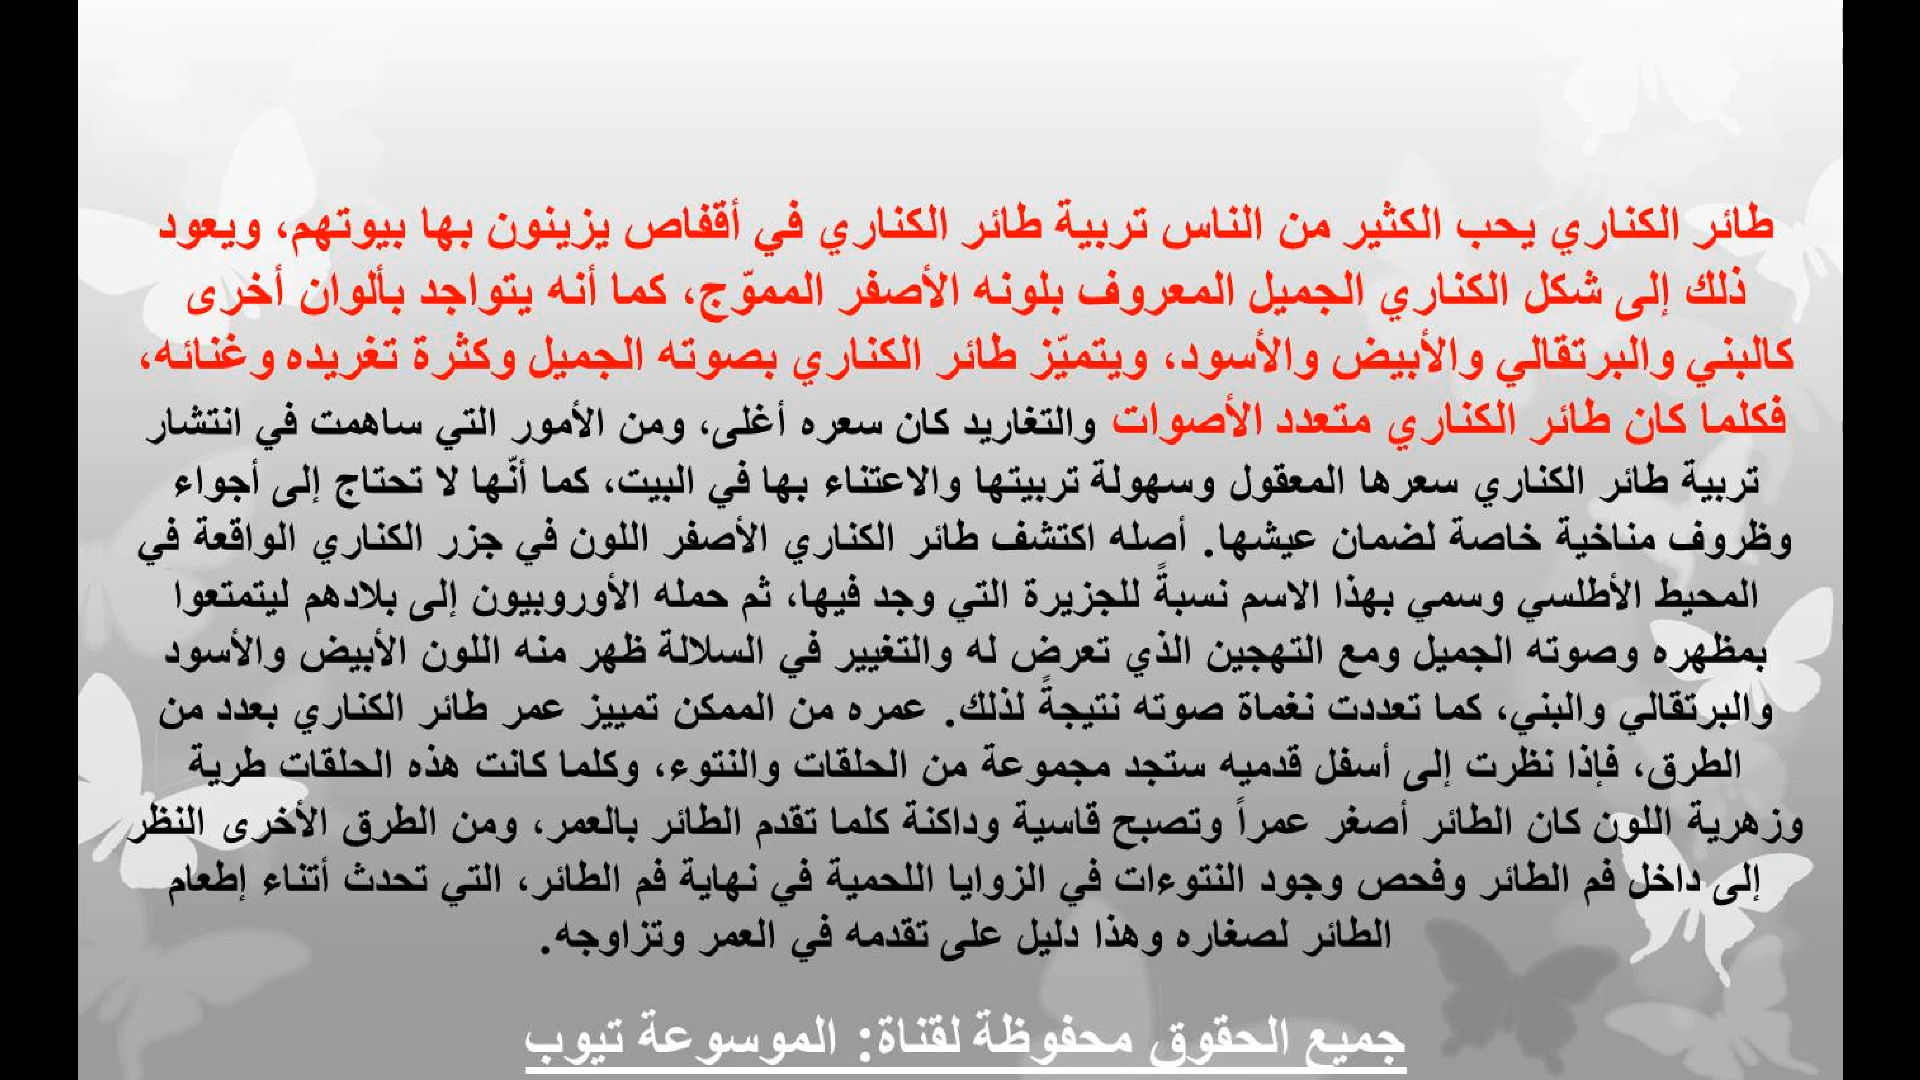 طائر الكناري يحب الكثير من الناس تربية طائر الكناري في أقفاص يزينون بها بيوتهم، ويعود
ذلك إلى شكل الكناري الجميل المعروف بلونه الأصفر المموّج، كما أنه يتواجد بألوان أخرى
كالبني والبرتقالي والأبيض والأسود، ويتميّز طائر الكناري بصوته الجميل وكثرة تغريده وغنائه،
فكلما كان طائر الكناري متعدد الأصوات والتغاريد كان سعره أغلى، ومن الأمور التي ساهمت في انتشار
تربية طائر الكناري سعرها المعقول وسهولة تربيتها والاعتناء بها في البيت، كما أنّها لا تحتاج إلى أجواء
وظروف مناخية خاصة لضمان عيشها. أصله اكتشف طائر الكناري الأصفر اللون في جزر الكناري الواقعة في
المحيط الأطلسي وسمي بهذا الاسم نسبةً للجزيرة التي وجد فيها، ثم حمله الأوروبيون إلى بلادهم ليتمتعوا
بمظهره وصوته الجميل ومع التهجين الذي تعرض له والتغيير في السلالة ظهر منه اللون الأبيض والأسود
والبرتقالي والبني، كما تعددت نغماة صوته نتيجةً لذلك. عمره من الممكن تمييز عمر طائر الكناري بعدد من
الطرق، فإذا نظرت إلى أسفل قدميه ستجد مجموعة من الحلقات والنتوء، وكلما كانت هذه الحلقات طرية
وزهرية اللون كان الطائر أصغر عمراً وتصبح قاسية وداكنة كلما تقدم الطائر بالعمر، ومن الطرق الأخرى النظر
إلى داخل فم الطائر وفحص وجود النتوءات في الزوايا اللحمية في نهاية فم الطائر، التي تحدث أتناء إطعام
الطائر لصغاره وهذا دليل على تقدمه في العمر وتزاوجه.
جميع الحقوق محفوظة لقناة: الموسوعة تيوب